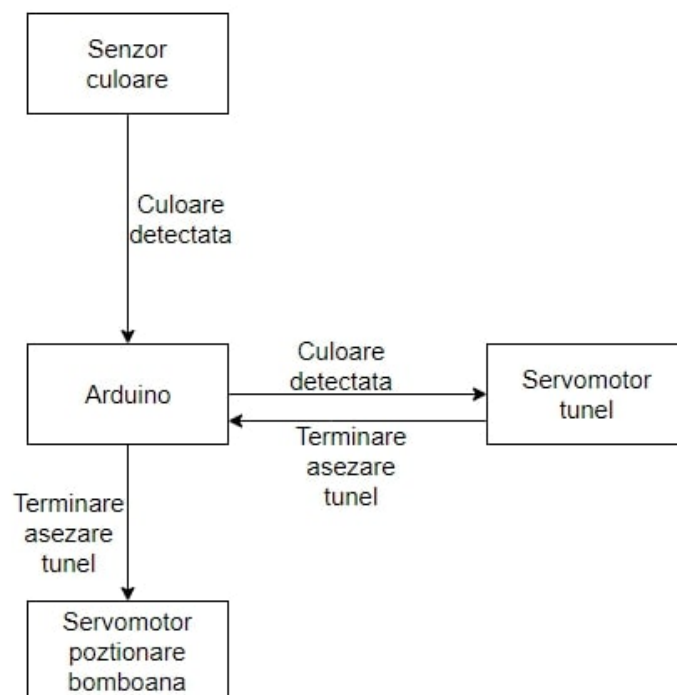 Senzor
culoare
Culoare
detectata
Arduino
Culoare
detectata
Servomotor
tunel
Terminare
asezare
tunel
Terminare
asezare
tunel
Servomotor
poztionare
bomboana